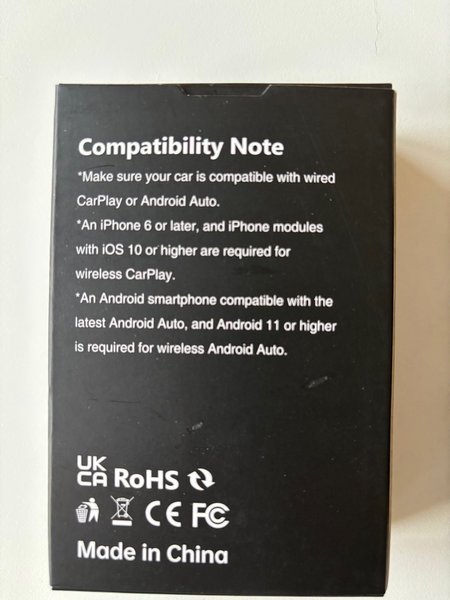 Compatibility Note
*Make sure your car is compatible with wired
CarPlay or Android Auto.
*An iPhone 6 or later, and iPhone modules
with iOS 10 or higher are required for
wireless CarPlay.
*An Android smartphone compatible with the
latest Android Auto, and Android 11 or higher
is required for wireless Android Auto.
UK
CA RoHS
CE FC
Made in China